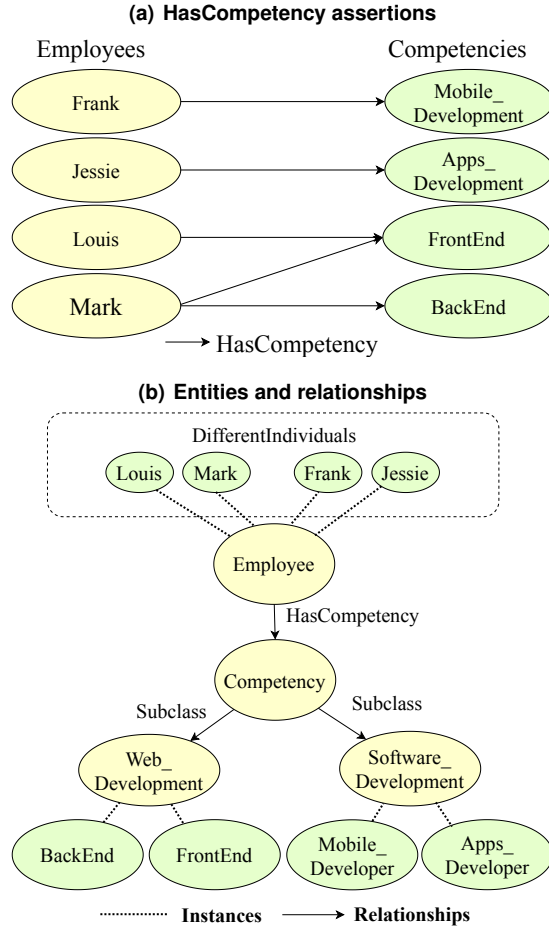 (a) HasCompetency assertions
Employees
Competencies
Frank
Mobile_
Development
Jessie
Apps_
Development
Louis
FrontEnd
Mark
BackEnd
HasCompetency
(b) Entities and relationships
DifferentIndividuals
Louis
Mark
Frank
Jessie
Employee
HasCompetency
Competency
Subclass
Subclass
Web_
Development
Software_
Development
BackEnd
FrontEnd
Mobile_
Developer
Apps_
Developer
Instances
Relationships